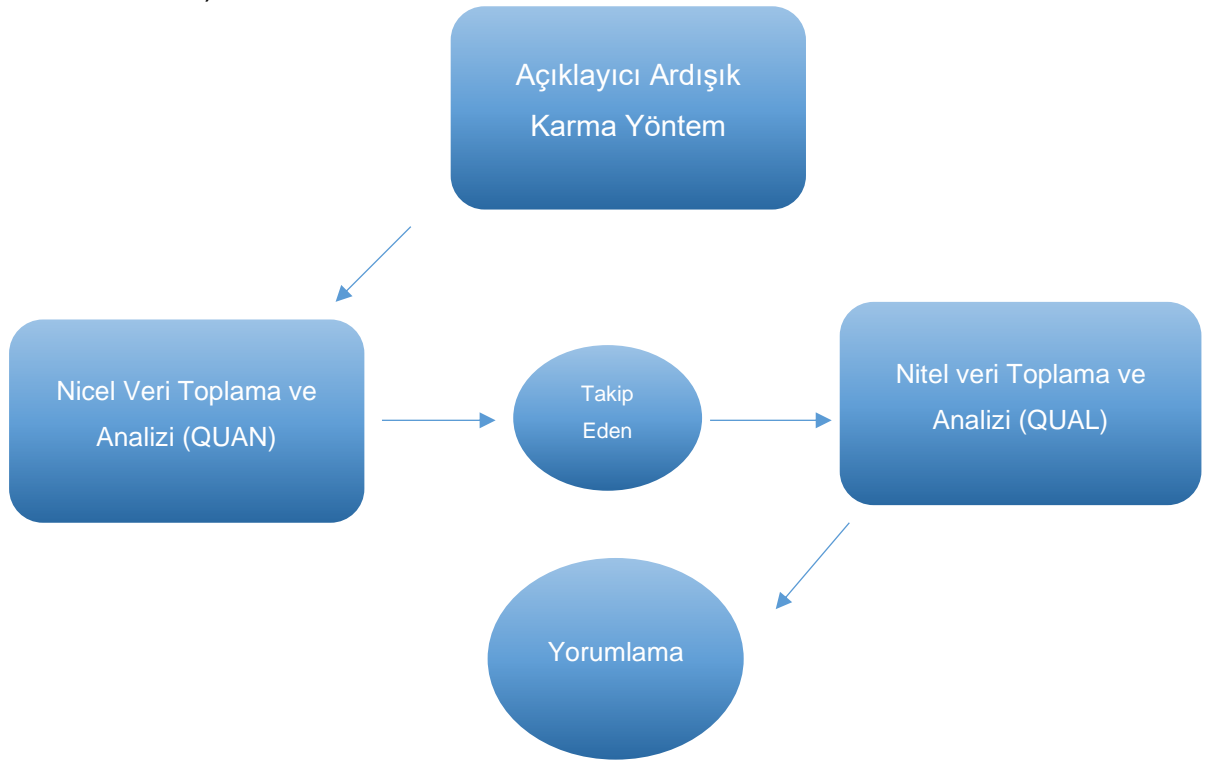 Açıklayıcı Ardışık
Karma Yöntem
Nicel Veri Toplama ve
Analizi (QUAN)
Takip
Eden
Nitel veri Toplama ve
Analizi (QUAL)
Yorumlama